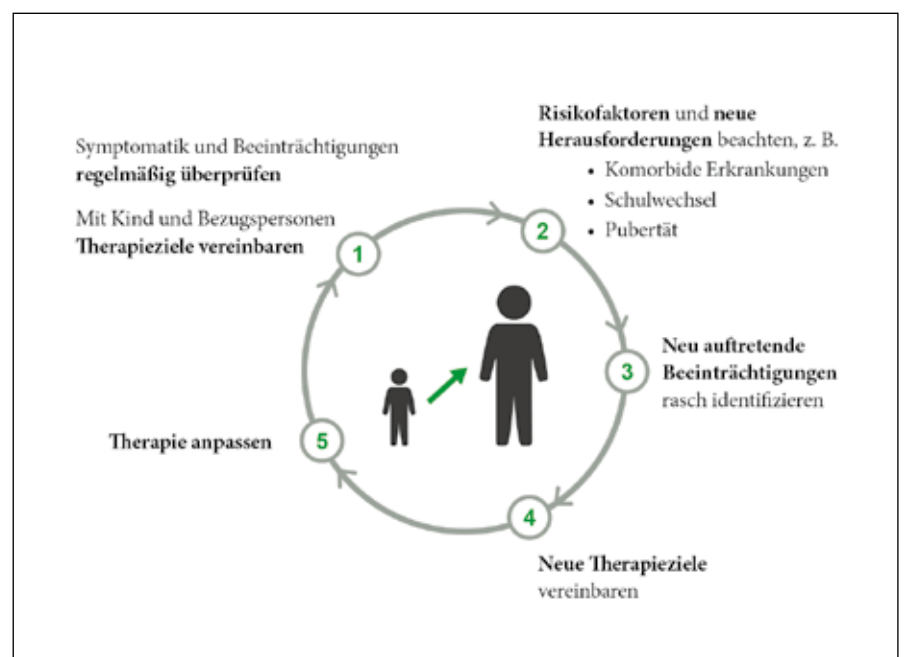 Symptomatik und Beeinträchtigungen
regelmäßig überprüfen
Mit Kind und Bezugspersonen
Therapieziele vereinbaren
1
Risikofaktoren und neue
Herausforderungen beachten, z. B.
• Komorbide Erkrankungen
• Schulwechsel
• Pubertät
2
3
Neu auftretende
Beeinträchtigungen
rasch identifizieren
4
Neue Therapieziele
vereinbaren
Therapie anpassen
5